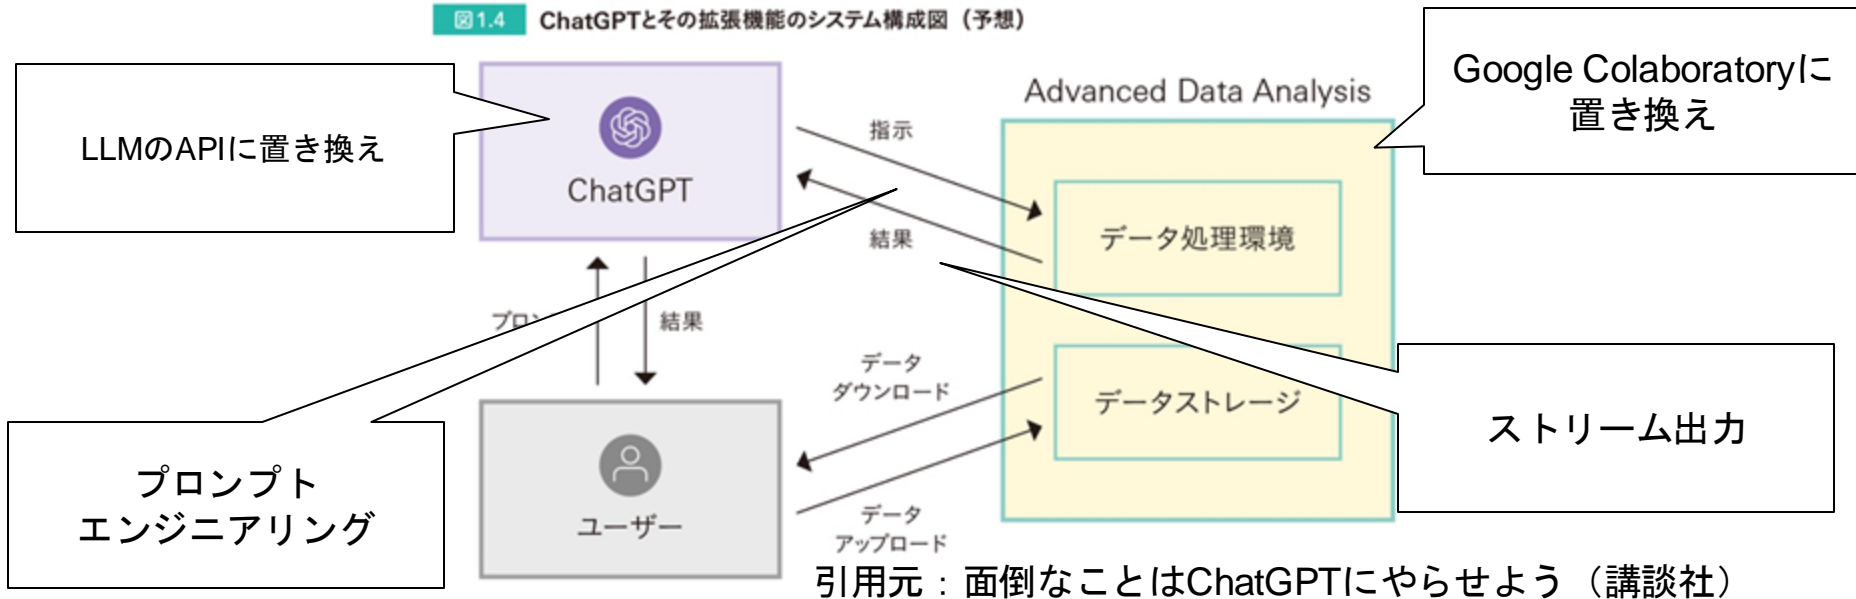 図1.4 ChatGPTとその拡張機能のシステム構成図（予想）
LLMのAPIに置き換え
ChatGPT
指示
結果
Advanced Data Analysis
Google Colaboratoryに
置き換え
データ処理環境
結果
データ
ダウンロード
データストレージ
ストリーム出力
プロンプト
エンジニアリング
ユーザー
データ
アップロード
引用元：面倒なことはChatGPTにやらせよう（講談社）